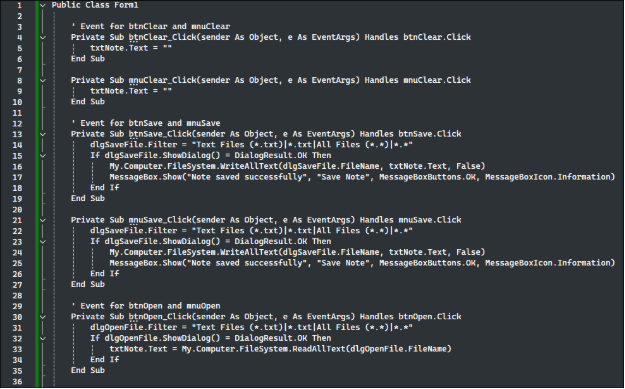 1 Public Class Form1
2
3 ' Event for btnClear and mnuClear
4 Private Sub btnClear_Click(sender As Object, e As EventArgs) Handles btnClear.Click
5 txtNote.Text = ""
6 End Sub
7
8 Private Sub mnuClear_Click(sender As Object, e As EventArgs) Handles mnuClear.Click
9 txtNote.Text = ""
10 End Sub
11
12 ' Event for btnSave and mnuSave
13 Private Sub btnSave_Click(sender As Object, e As EventArgs) Handles btnSave.Click
14 dlgSaveFile.Filter = "Text Files (*.txt)|*.txt|All Files (*.*)|*.*"
15 If dlgSaveFile.ShowDialog() = DialogResult.OK Then
16 My.Computer.FileSystem.WriteAllText(dlgSaveFile.FileName, txtNote.Text, False)
17 MessageBox.Show("Note saved successfully", "Save Note", MessageBoxButtons.OK, MessageBoxIcon.Information)
18 End If
19 End Sub
20
21 Private Sub mnuSave_Click(sender As Object, e As EventArgs) Handles mnuSave.Click
22 dlgSaveFile.Filter = "Text Files (*.txt)|*.txt|All Files (*.*)|*.*"
23 If dlgSaveFile.ShowDialog() = DialogResult.OK Then
24 My.Computer.FileSystem.WriteAllText(dlgSaveFile.FileName, txtNote.Text, False)
25 MessageBox.Show("Note saved successfully", "Save Note", MessageBoxButtons.OK, MessageBoxIcon.Information)
26 End If
27 End Sub
28
29 ' Event for btnOpen and mnuOpen
30 Private Sub btnOpen_Click(sender As Object, e As EventArgs) Handles btnOpen.Click
31 dlgOpenFile.Filter = "Text Files (*.txt)|*.txt|All Files (*.*)|*.*"
32 If dlgOpenFile.ShowDialog() = DialogResult.OK Then
33 txtNote.Text = My.Computer.FileSystem.ReadAllText(dlgOpenFile.FileName)
34 End If
35 End Sub
36